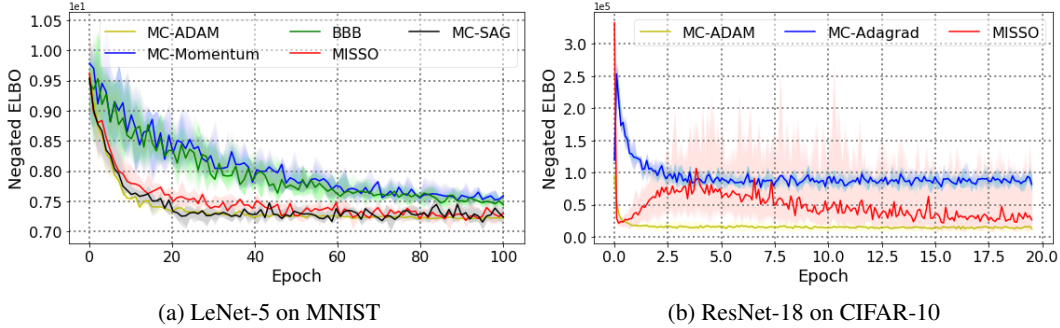 1e1
MC-ADAM BBB MC-SAG
MC-Momentum MISSO
Negated ELBO
1.05
1.00
0.95
0.90
0.85
0.80
0.75
0.70
0 20 40 60 80 100
Epoch
(a) LeNet-5 on MNIST
1e5
MC-ADAM MC-Adagrad MISSO
Negated ELBO
3.0
2.5
2.0
1.5
1.0
0.5
0.0
0.0 2.5 5.0 7.5 10.0 12.5 15.0 17.5 20.0
Epoch
(b) ResNet-18 on CIFAR-10